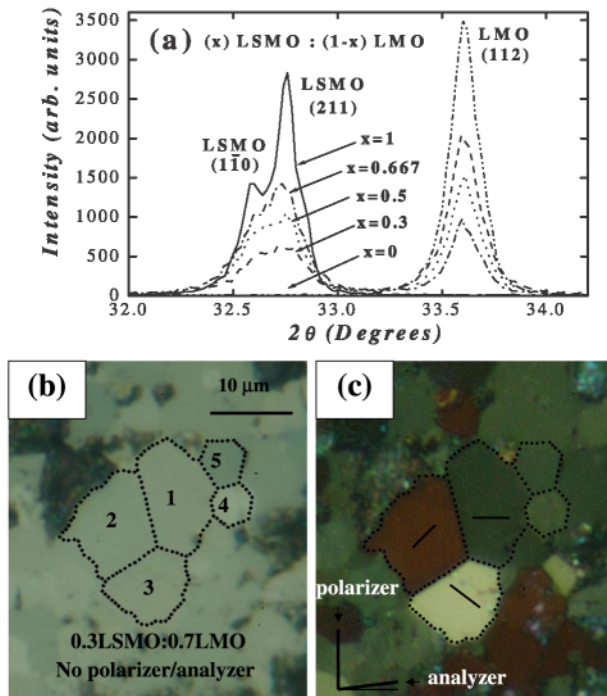 (a) (x) LSMO : (1-x) LMO
LMO
(112)
LSMO
(211)
LSMO
(11̄0)
x=1
x=0.667
x=0.5
x=0.3
x=0
3500
3000
2500
2000
1500
1000
500
0
Intensity (arb. units)
32.0 32.5 33.0 33.5 34.0
2θ (Degrees)
(b)
10 μm
5
1
4
2
3
0.3LSMO:0.7LMO
No polarizer/analyzer
(c)
polarizer
analyzer